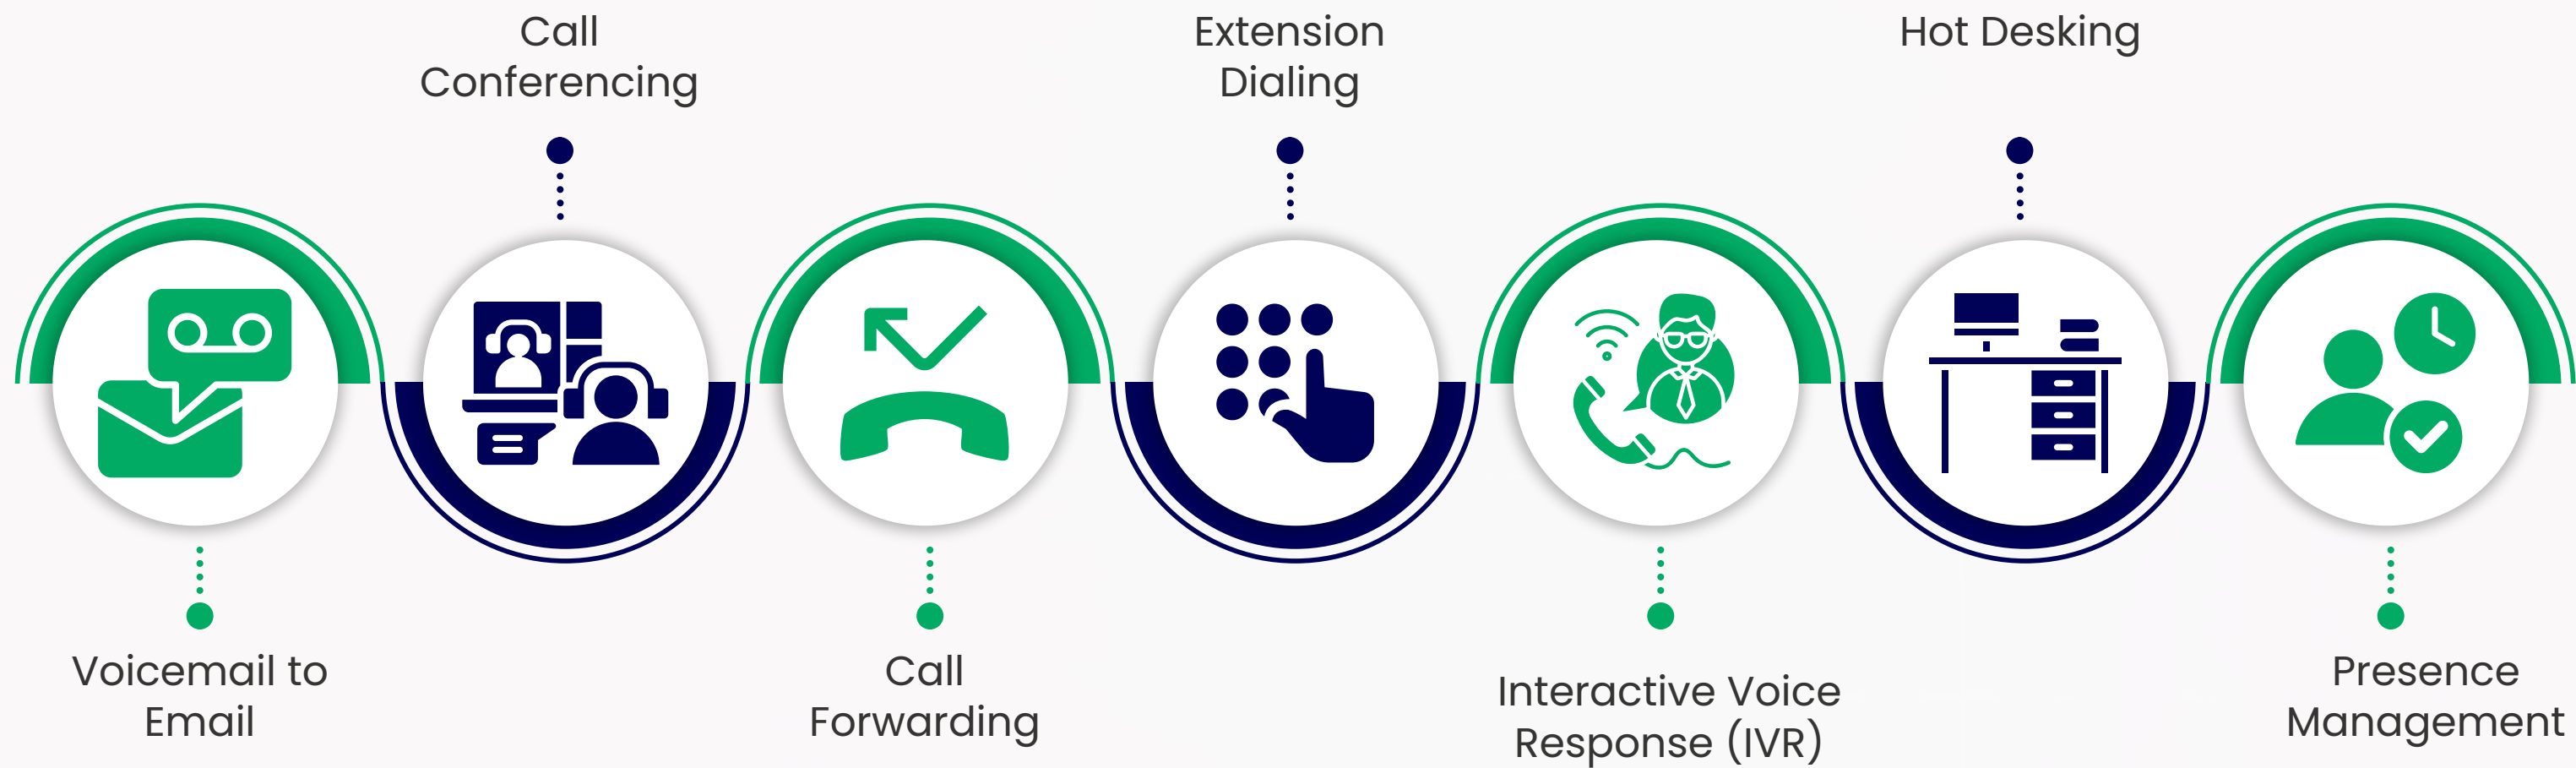 Call
Conferencing
Extension
Dialing
Hot Desking
Voicemail to
Email
Call
Forwarding
Interactive Voice
Response (IVR)
Presence
Management